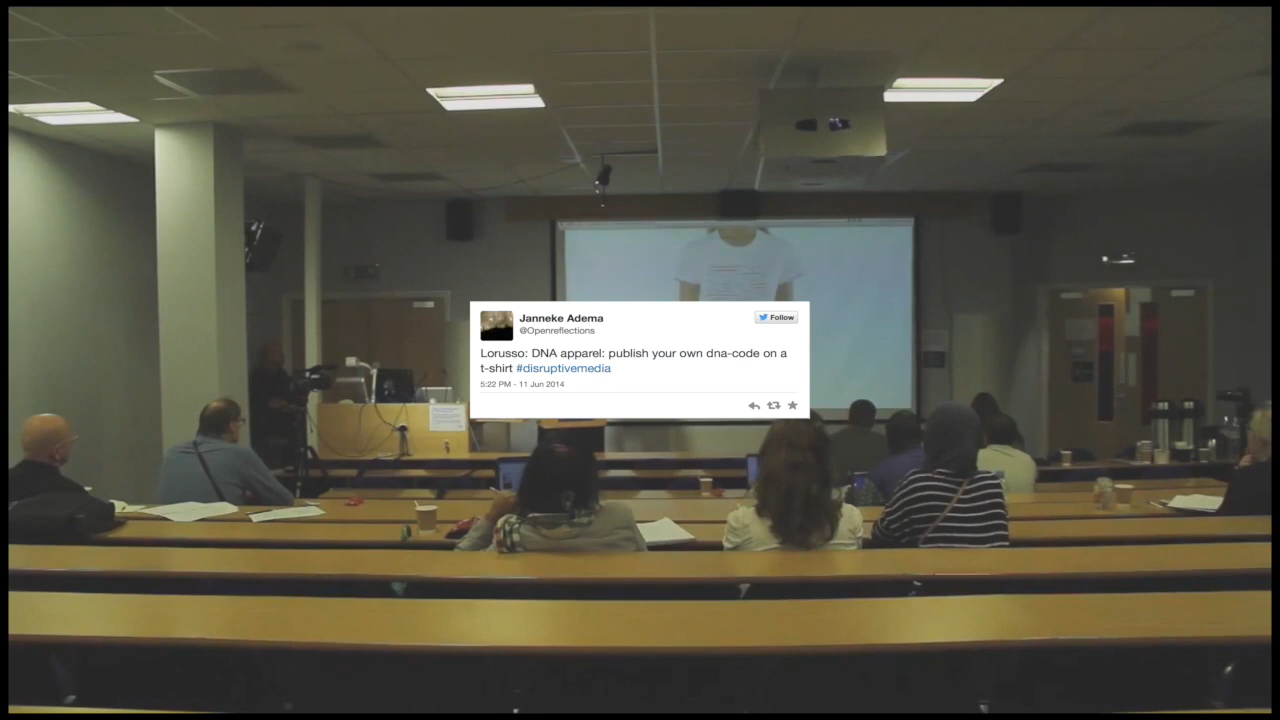 Janneke Adema
@Openreflections
Follow
Lorusso: DNA apparel: publish your own dna-code on a
t-shirt #disruptivemedia
5:22 PM - 11 Jun 2014